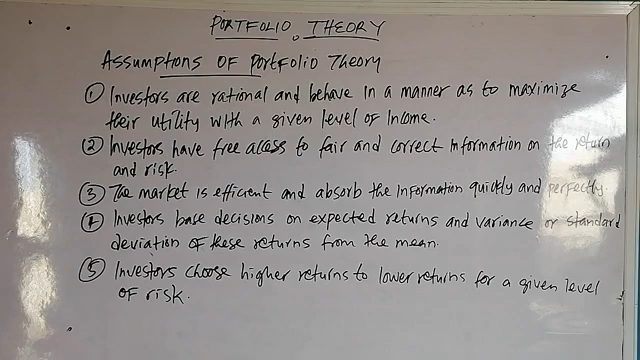 PORTFOLIO THEORY
Assumptions OF Portfolio Theory
① Investors are rational and behave in a manner as to maximize
their utility with a given level of Income.
② Investors have free access to fair and correct Information on the return
and risk.
③ The market is efficient and absorb the Information quickly and perfectly.
④ Investors base decisions on expected returns and variance or standard
deviation of these returns from the mean.
⑤ Investors choose higher returns to lower returns for a given level
OF risk.